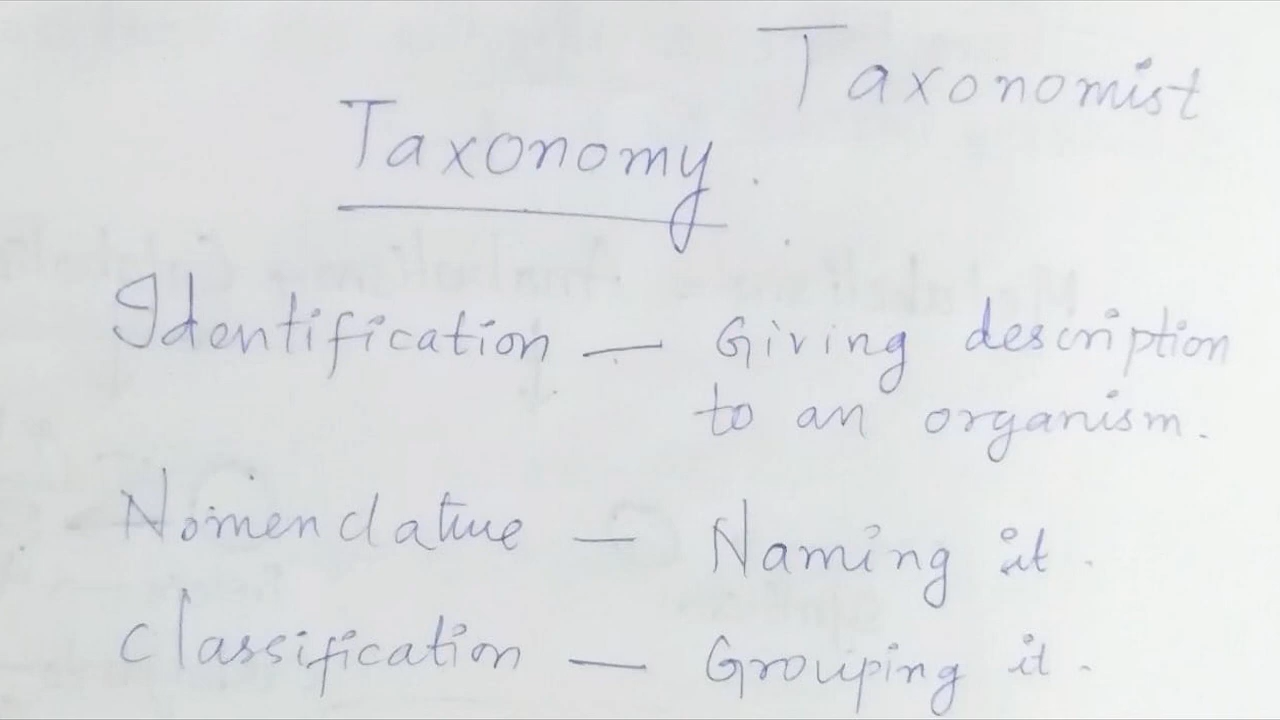 Taxonomist
Taxonomy.
Identification — Giving description
to an organism.
Nomenclature — Naming it.
Classification — Grouping it.